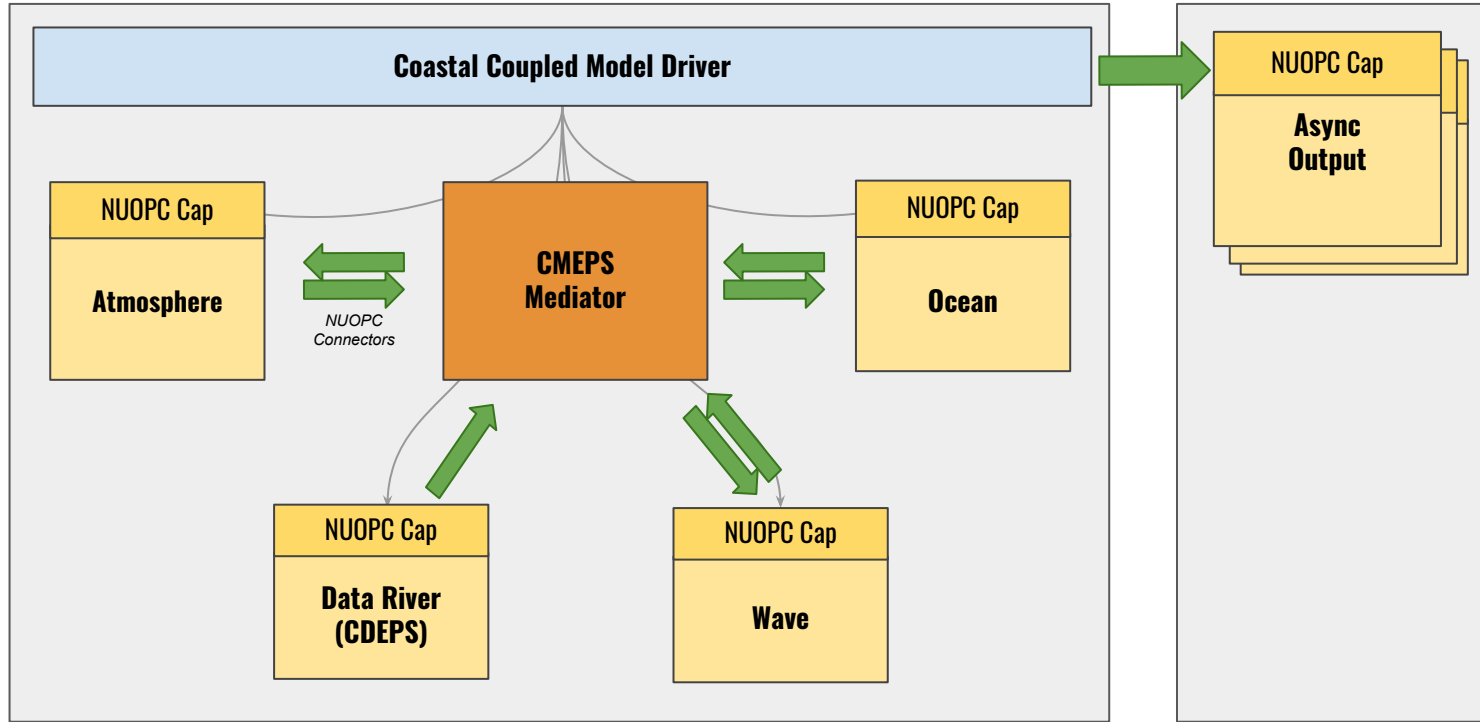 Coastal Coupled Model Driver
NUOPC Cap
Async
Output
NUOPC Cap
Atmosphere
NUOPC
Connectors
CMEPS
Mediator
NUOPC Cap
Ocean
NUOPC Cap
Data River
(CDEPS)
NUOPC Cap
Wave